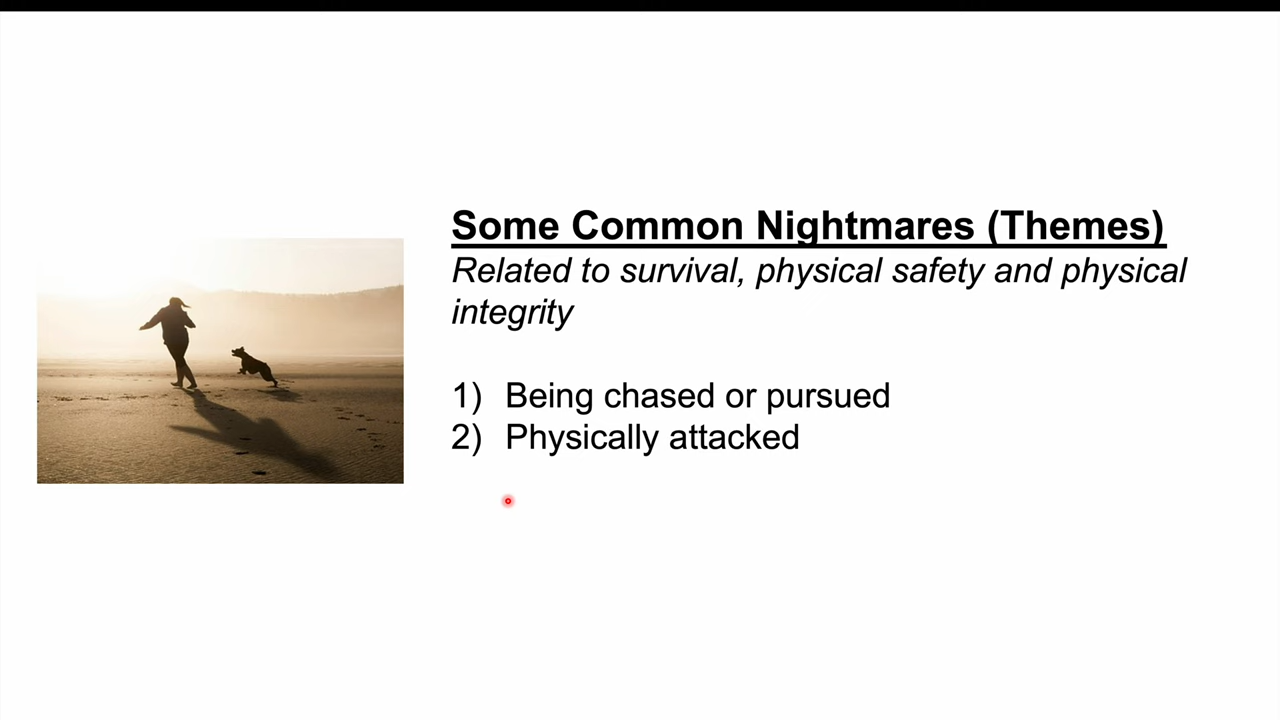 Some Common Nightmares (Themes)
Related to survival, physical safety and physical
integrity
1) Being chased or pursued
2) Physically attacked